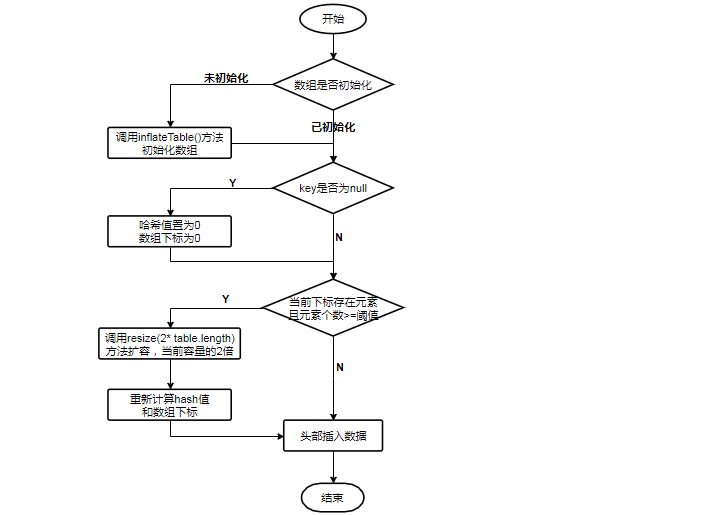 开始
数组是否初始化
未初始化
已初始化
调用inflateTable()方法
初始化数组
key是否为null
Y
哈希值置为0
数组下标为0
N
当前下标存在元素
且元素个数>=阈值
Y
调用resize(2* table.length)
方法扩容，当前容量的2倍
N
重新计算hash值
和数组下标
头部插入数据
结束